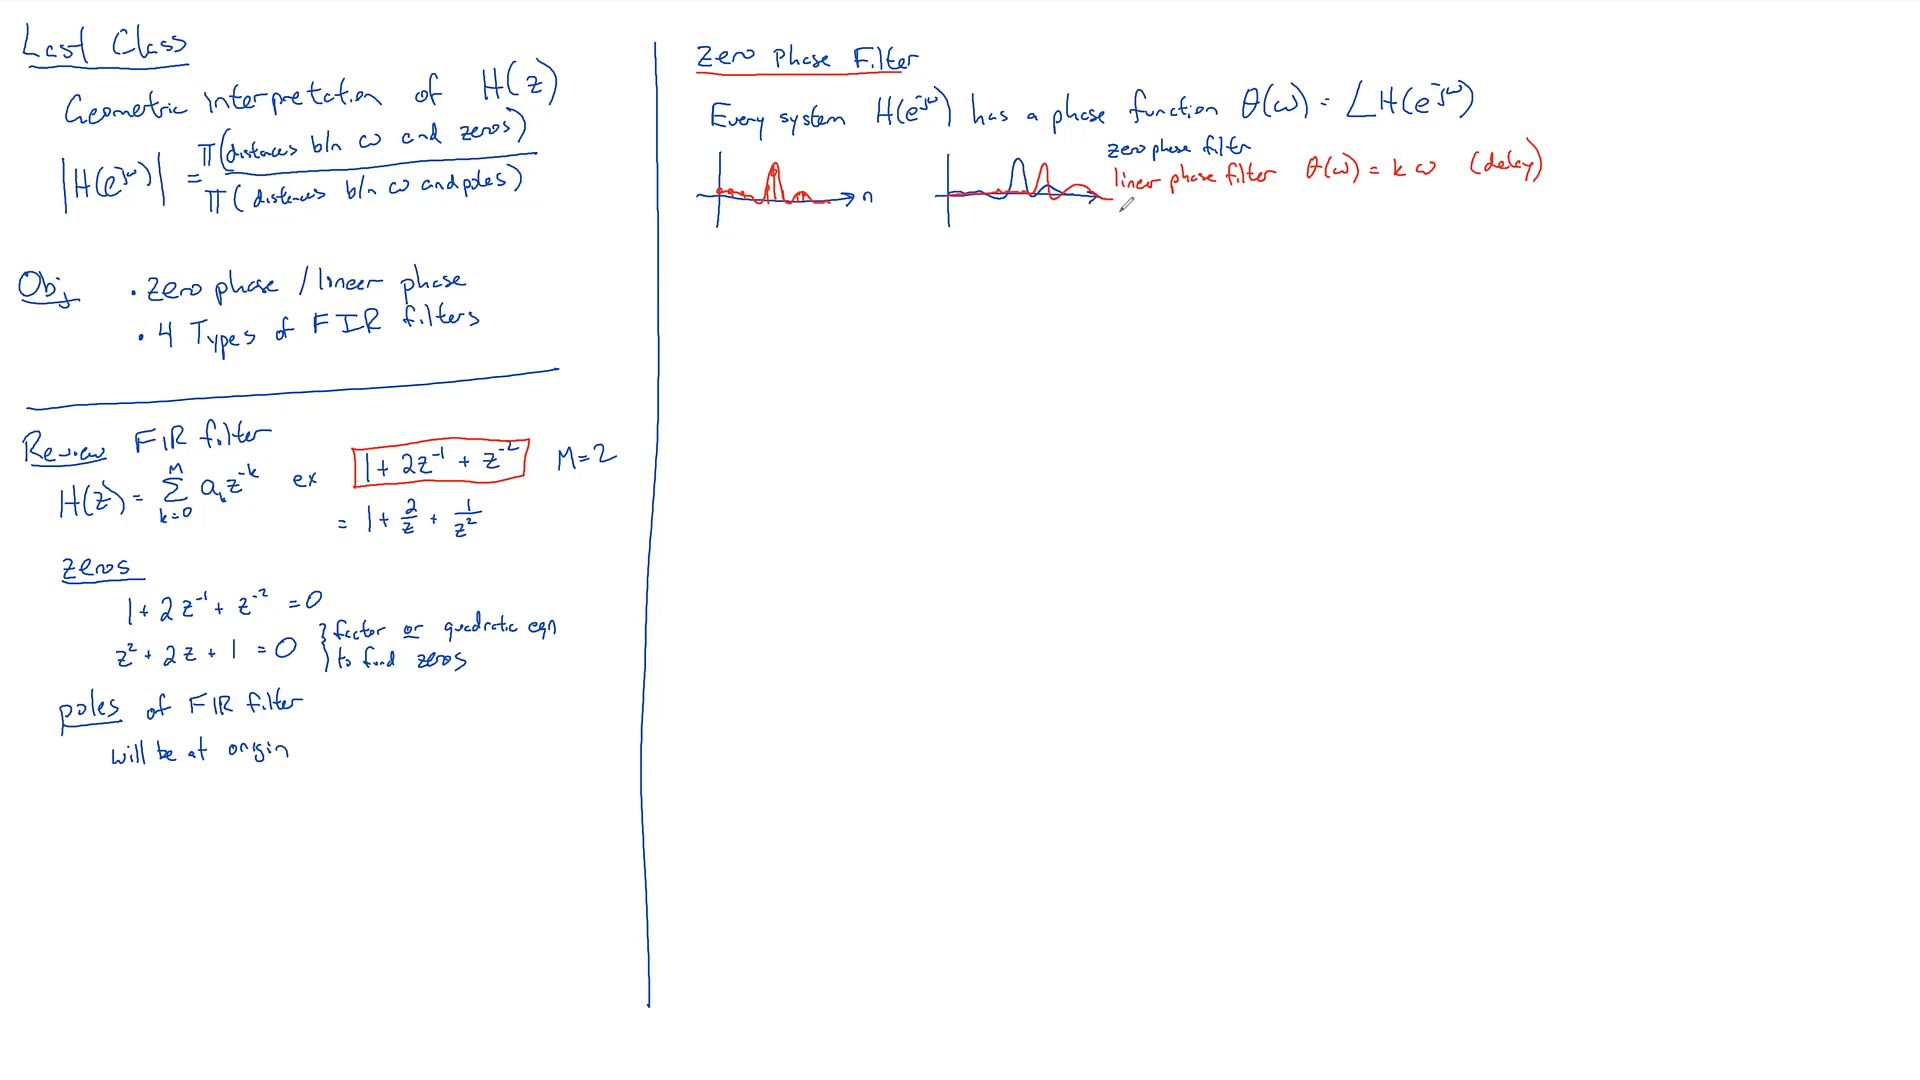 Last Class
Geometric interpretation of H(z)
|H(e^jω)| = π(distances b/n ω and zeros) / π(distances b/n ω and poles)
Obj
• zero phase / linear phase
• 4 Types of FIR filters
Review FIR filter
H(z) = Σ_{k=0}^{M} a_k z^-k ex 1 + 2z^-1 + z^-2 M=2
= 1 + 2/z + 1/z^2
zeros
1 + 2z^-1 + z^-2 = 0
z^2 + 2z + 1 = 0 } factor or quadratic eqn
to find zeros
poles of FIR filter
will be at origin
Zero Phase Filter
Every system H(e^jω) has a phase function θ(ω) = ∠H(e^jω)
zero phase filter
linear phase filter θ(ω) = k ω (delay)
n